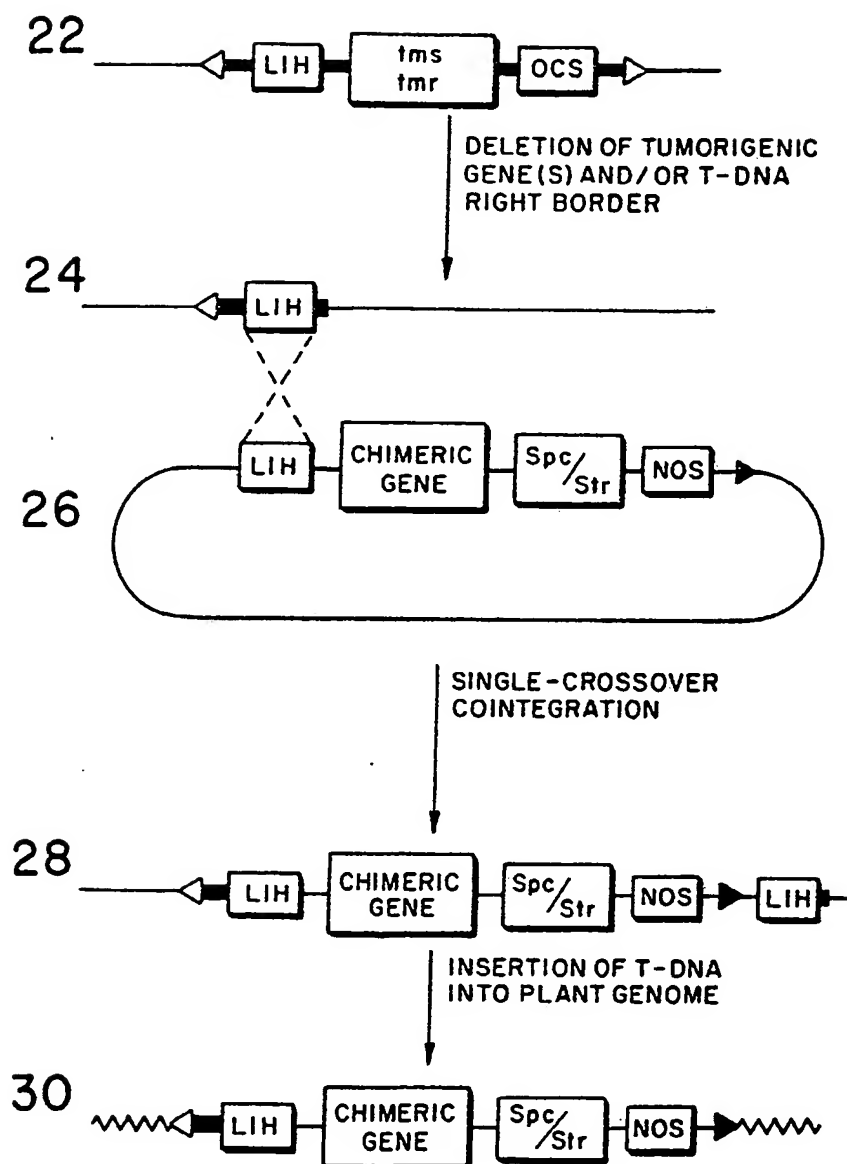 22
LIH
tms
tmr
OCS
DELETION OF TUMORIGENIC
GENE(S) AND/OR T-DNA
RIGHT BORDER
24
LIH
26
LIH
CHIMERIC
GENE
Spc/Str
NOS
SINGLE-CROSSOVER
COINTEGRATION
28
LIH
CHIMERIC
GENE
Spc/Str
NOS
LIH
INSERTION OF T-DNA
INTO PLANT GENOME
30
LIH
CHIMERIC
GENE
Spc/Str
NOS